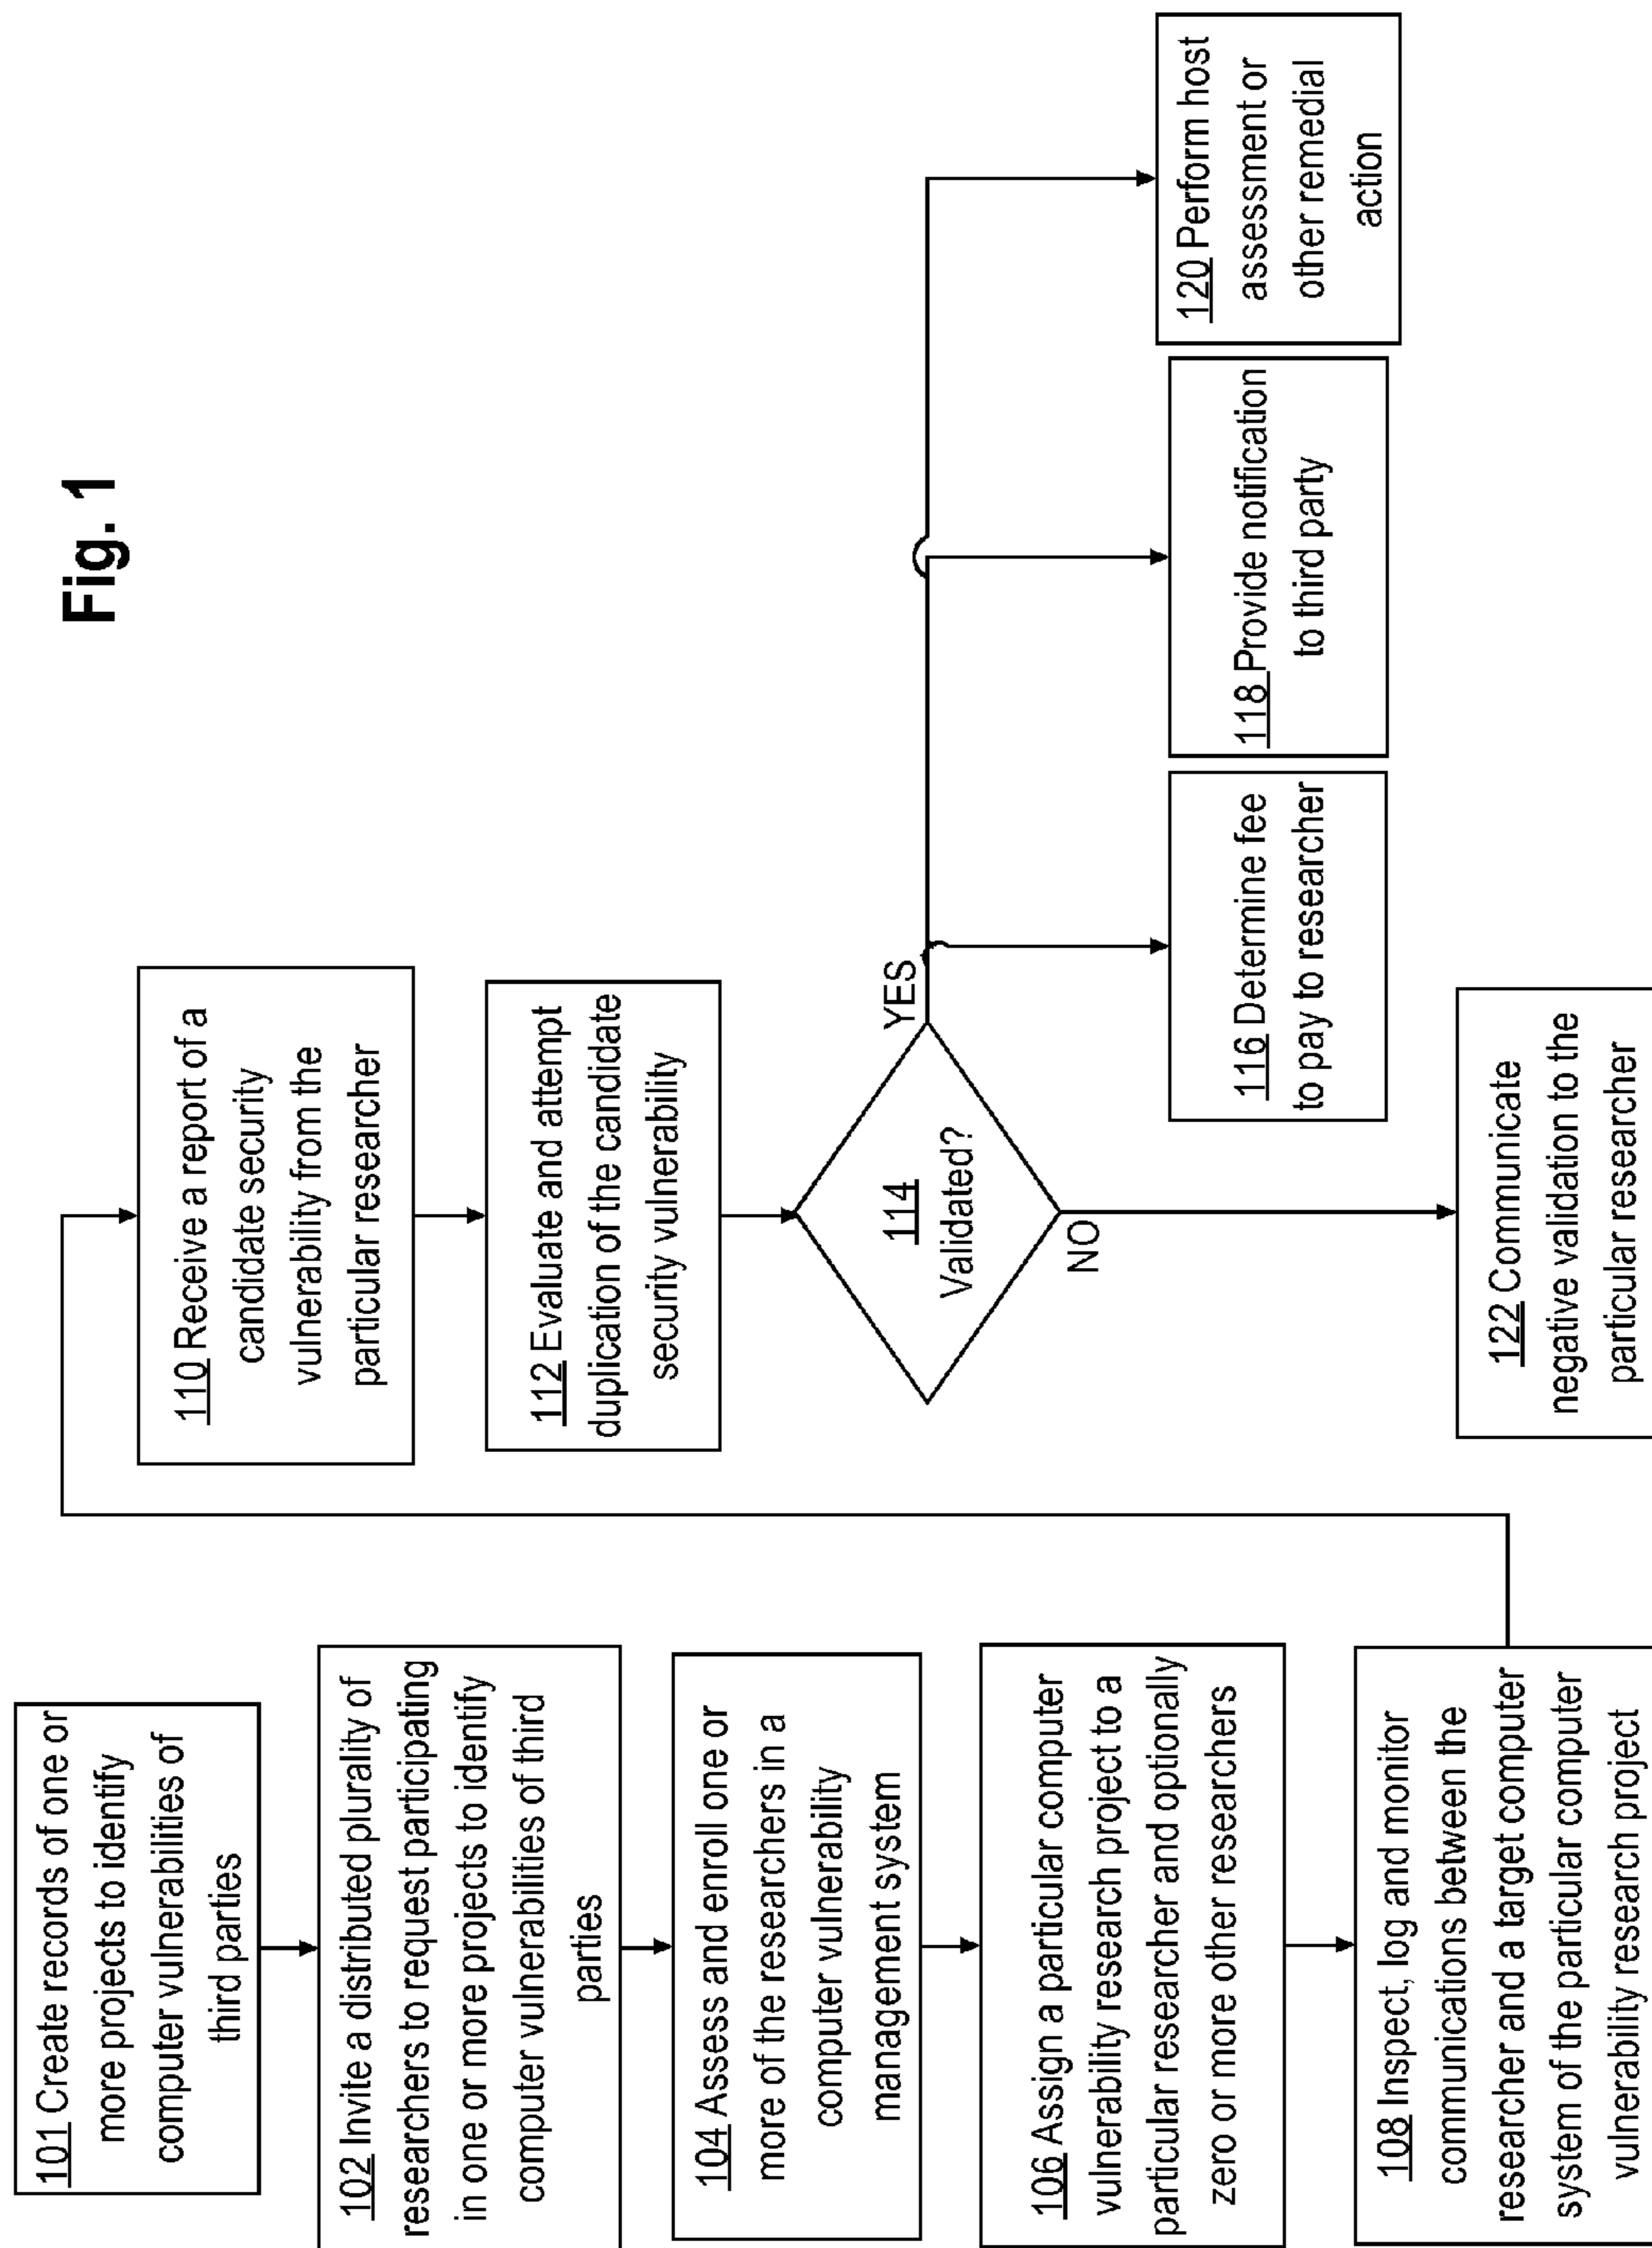 Fig. 1
101 Create records of one or
more projects to identify
computer vulnerabilities of
third parties
102 Invite a distributed plurality of
researchers to request participating
in one or more projects to identify
computer vulnerabilities of third
parties
104 Assess and enroll one or
more of the researchers in a
computer vulnerability
management system
106 Assign a particular computer
vulnerability research project to a
particular researcher and optionally
zero or more other researchers
108 Inspect, log and monitor
communications between the
researcher and a target computer
system of the particular computer
vulnerability research project
110 Receive a report of a
candidate security
vulnerability from the
particular researcher
112 Evaluate and attempt
duplication of the candidate
security vulnerability
114
Validated?
YES
NO
116 Determine fee
to pay to researcher
118 Provide notification
to third party
120 Perform host
assessment or
other remedial
action
122 Communicate
negative validation to the
particular researcher